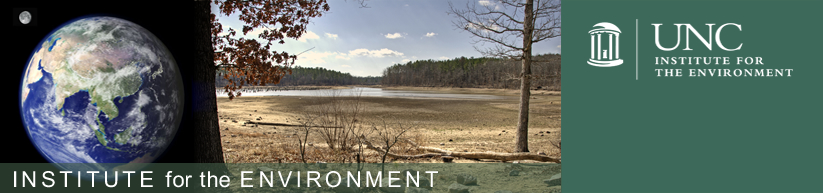 INSTITUTE for the ENVIRONMENT
UNC
INSTITUTE FOR
THE ENVIRONMENT